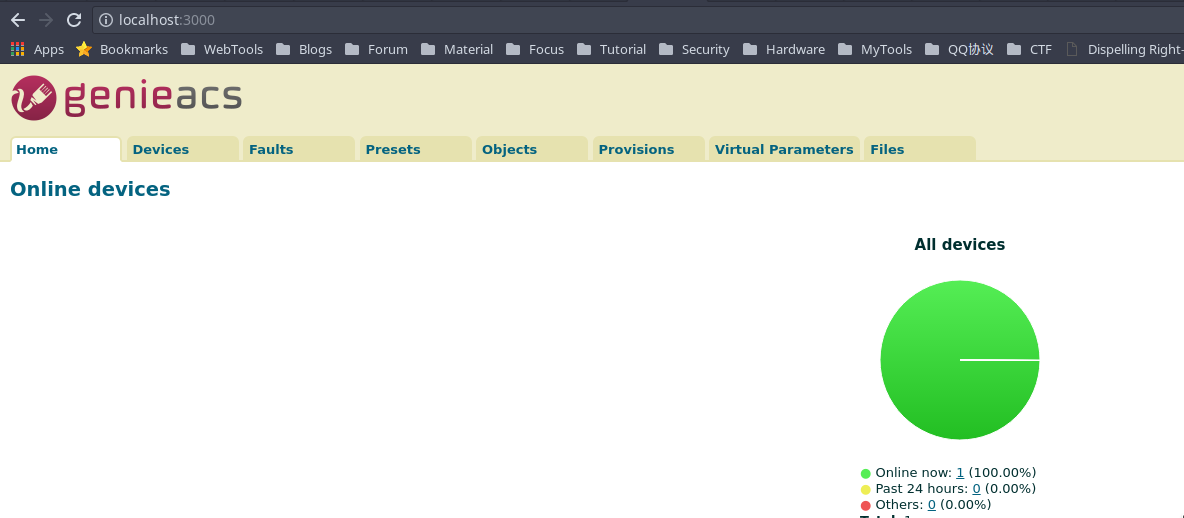 localhost:3000
Apps Bookmarks WebTools Blogs Forum Material Focus Tutorial Security Hardware MyTools QQ协议 CTF Dispelling Right-
genieacs
Home Devices Faults Presets Objects Provisions Virtual Parameters Files
Online devices
All devices
Online now: 1 (100.00%)
Past 24 hours: 0 (0.00%)
Others: 0 (0.00%)